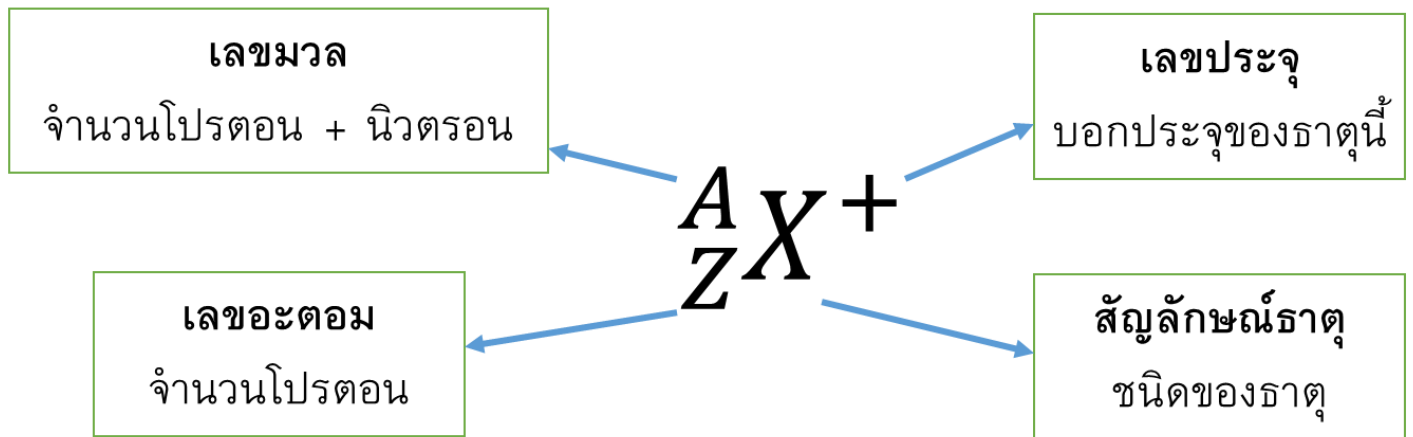 เลขมวล
จำนวนโปรตอน + นิวตรอน
เลขประจุ
บอกประจุของธาตุนี้
A
Z
X+
เลขอะตอม
จำนวนโปรตอน
สัญลักษณ์ธาตุ
ชนิดของธาตุ